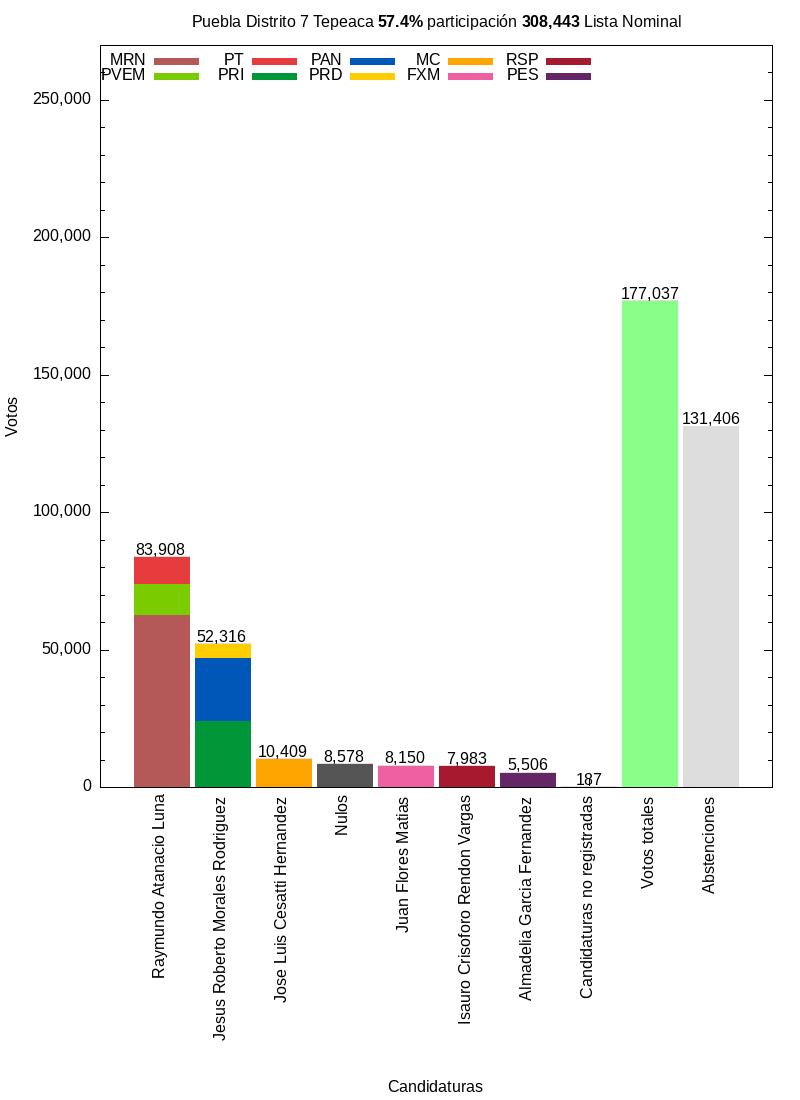 Puebla Distrito 7 Tepeaca 57.4% participación 308,443 Lista Nominal
MRN PT PAN MC RSP
PVEM PRI PRD FXM PES
250,000
200,000
150,000
100,000
50,000
0
Votos
83,908
52,316
10,409
8,578
8,150
7,983
5,506
187
177,037
131,406
Raymundo Atanacio Luna
Jesus Roberto Morales Rodriguez
Jose Luis Cesatti Hernandez
Nulos
Juan Flores Matias
Isauro Crisoforo Rendon Vargas
Almadelia Garcia Fernandez
Candidaturas no registradas
Votos totales
Abstenciones
Candidaturas